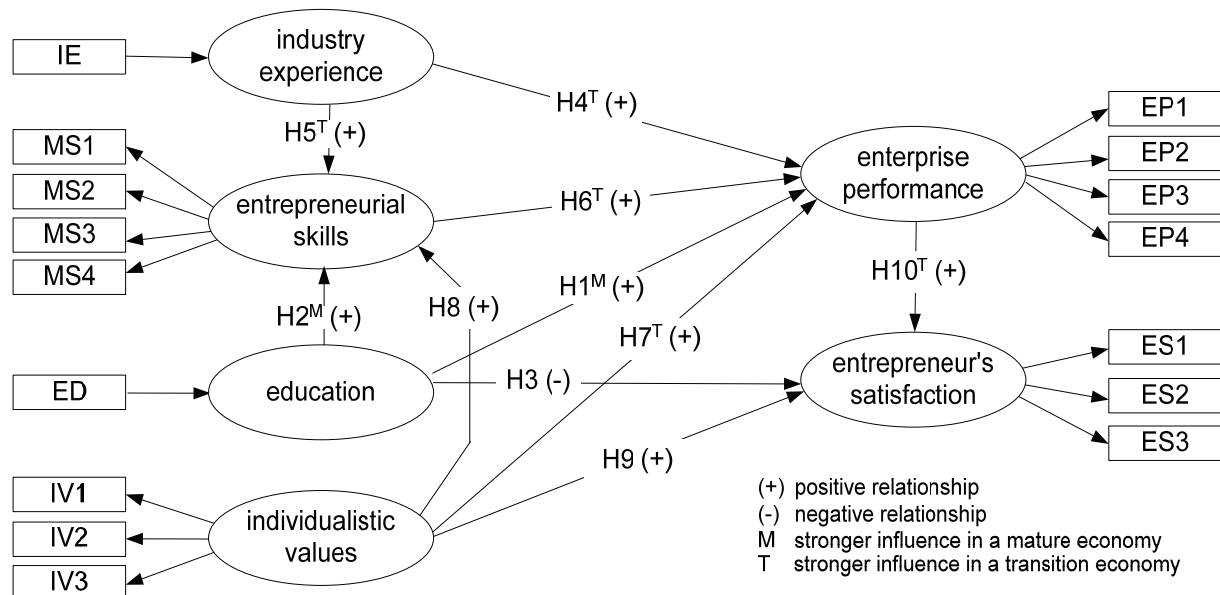 IE
industry
experience
H4ᵀ (+)
EP1
H5ᵀ (+)
MS1
EP2
enterprise
performance
MS2
EP3
entrepreneurial
skills
H6ᵀ (+)
MS3
EP4
MS4
H10ᵀ (+)
H2ᴹ (+)
H8 (+)
H1ᴹ (+)
H7ᵀ (+)
ES1
ED
education
H3 (-)
entrepreneur's
satisfaction
ES2
ES3
H9 (+)
IV1
individualistic
values
IV2
IV3
(+) positive relationship
(-) negative relationship
M stronger influence in a mature economy
T stronger influence in a transition economy